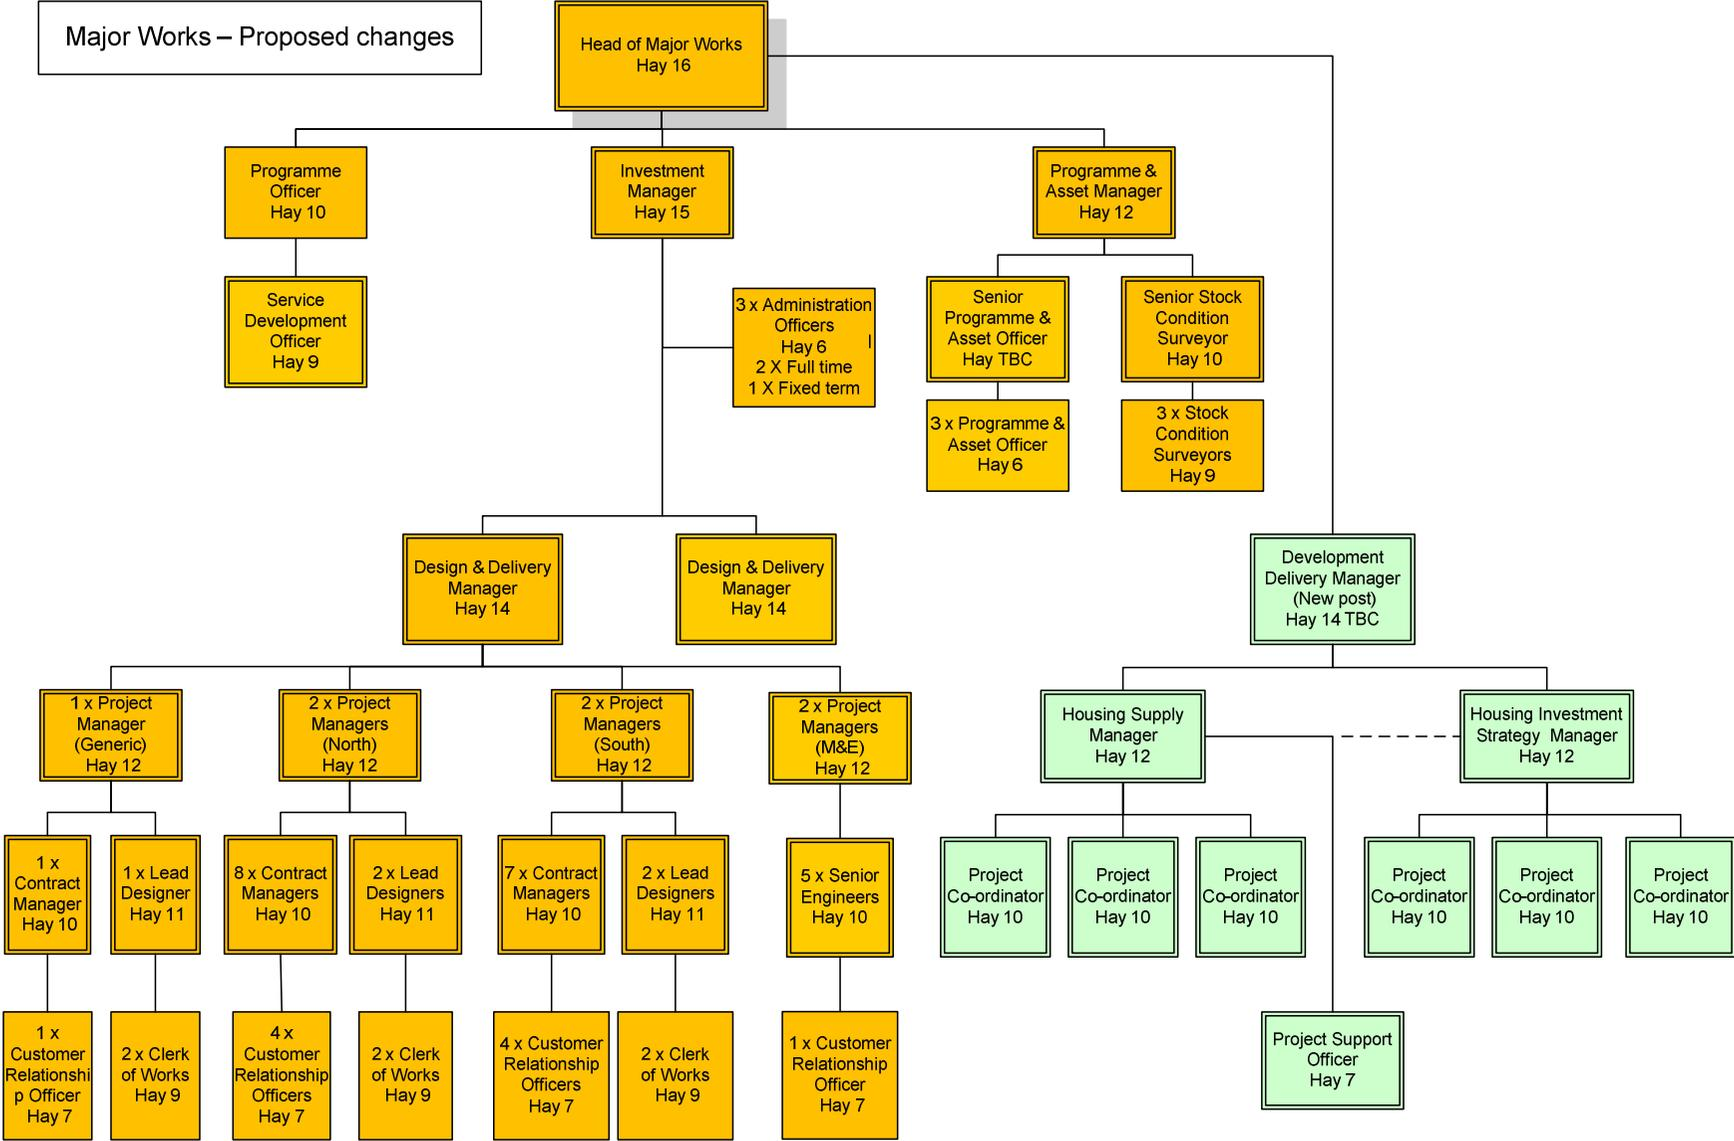 Major Works – Proposed changes
Head of Major Works
Hay 16
Programme
Officer
Hay 10
Investment
Manager
Hay 15
Programme &
Asset Manager
Hay 12
Service
Development
Officer
Hay 9
3 x Administration
Officers
Hay 6
2 X Full time
1 X Fixed term
l
Senior
Programme &
Asset Officer
Hay TBC
Senior Stock
Condition
Surveyor
Hay 10
3 x Programme &
Asset Officer
Hay 6
3 x Stock
Condition
Surveyors
Hay 9
Design & Delivery
Manager
Hay 14
Design & Delivery
Manager
Hay 14
Development
Delivery Manager
(New post)
Hay 14 TBC
1 x Project
Manager
(Generic)
Hay 12
2 x Project
Managers
(North)
Hay 12
2 x Project
Managers
(South)
Hay 12
2 x Project
Managers
(M&E)
Hay 12
Housing Supply
Manager
Hay 12
Housing Investment
Strategy Manager
Hay 12
1 x
Contract
Manager
Hay 10
1 x Lead
Designer
Hay 11
8 x Contract
Managers
Hay 10
2 x Lead
Designers
Hay 11
7 x Contract
Managers
Hay 10
2 x Lead
Designers
Hay 11
5 x Senior
Engineers
Hay 10
Project
Co-ordinator
Hay 10
Project
Co-ordinator
Hay 10
Project
Co-ordinator
Hay 10
Project
Co-ordinator
Hay 10
Project
Co-ordinator
Hay 10
Project
Co-ordinator
Hay 10
1 x
Customer
Relationshi
p Officer
Hay 7
2 x Clerk
of Works
Hay 9
4 x
Customer
Relationship
Officers
Hay 7
2 x Clerk
of Works
Hay 9
4 x Customer
Relationship
Officers
Hay 7
2 x Clerk
of Works
Hay 9
1 x Customer
Relationship
Officer
Hay 7
Project Support
Officer
Hay 7